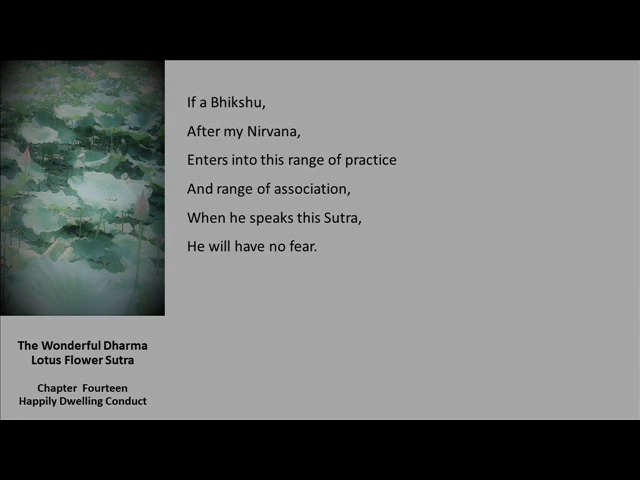 If a Bhikshu,
After my Nirvana,
Enters into this range of practice
And range of association,
When he speaks this Sutra,
He will have no fear.
The Wonderful Dharma
Lotus Flower Sutra
Chapter Fourteen
Happily Dwelling Conduct